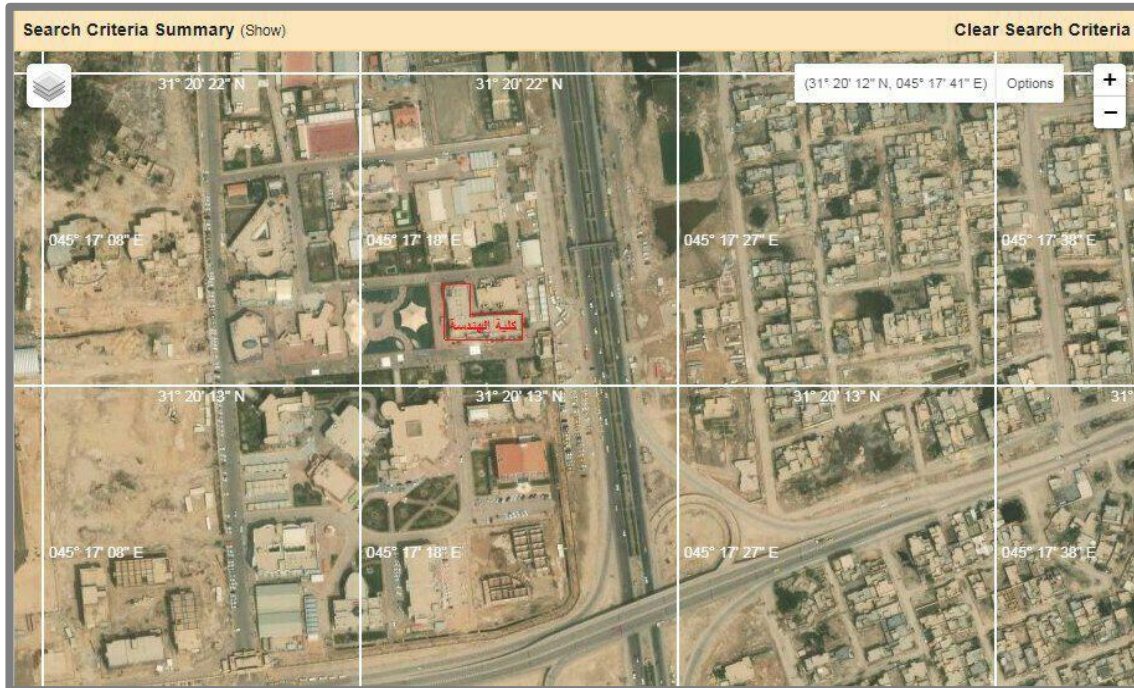 Search Criteria Summary (Show)
Clear Search Criteria
31° 20' 22" N
31° 20' 22" N
(31° 20' 12" N, 045° 17' 41" E)
Options
+
−
045° 17' 08" E
045° 17' 18" E
045° 17' 27" E
045° 17' 38" E
كلية الهندسة
31° 20' 13" N
31° 20' 13" N
31° 20' 13" N
31°
045° 17' 08" E
045° 17' 18" E
045° 17' 27" E
045° 17' 38" E